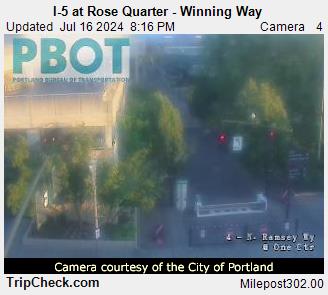 I-5 at Rose Quarter - Winning Way
Updated Jul 16 2024 8:16 PM Camera 4
PBOT
PORTLAND BUREAU OF TRANSPORTATION
4 - N. Ramsey Wy
@ One Ctr
Camera courtesy of the City of Portland
TripCheck.com Milepost302.00